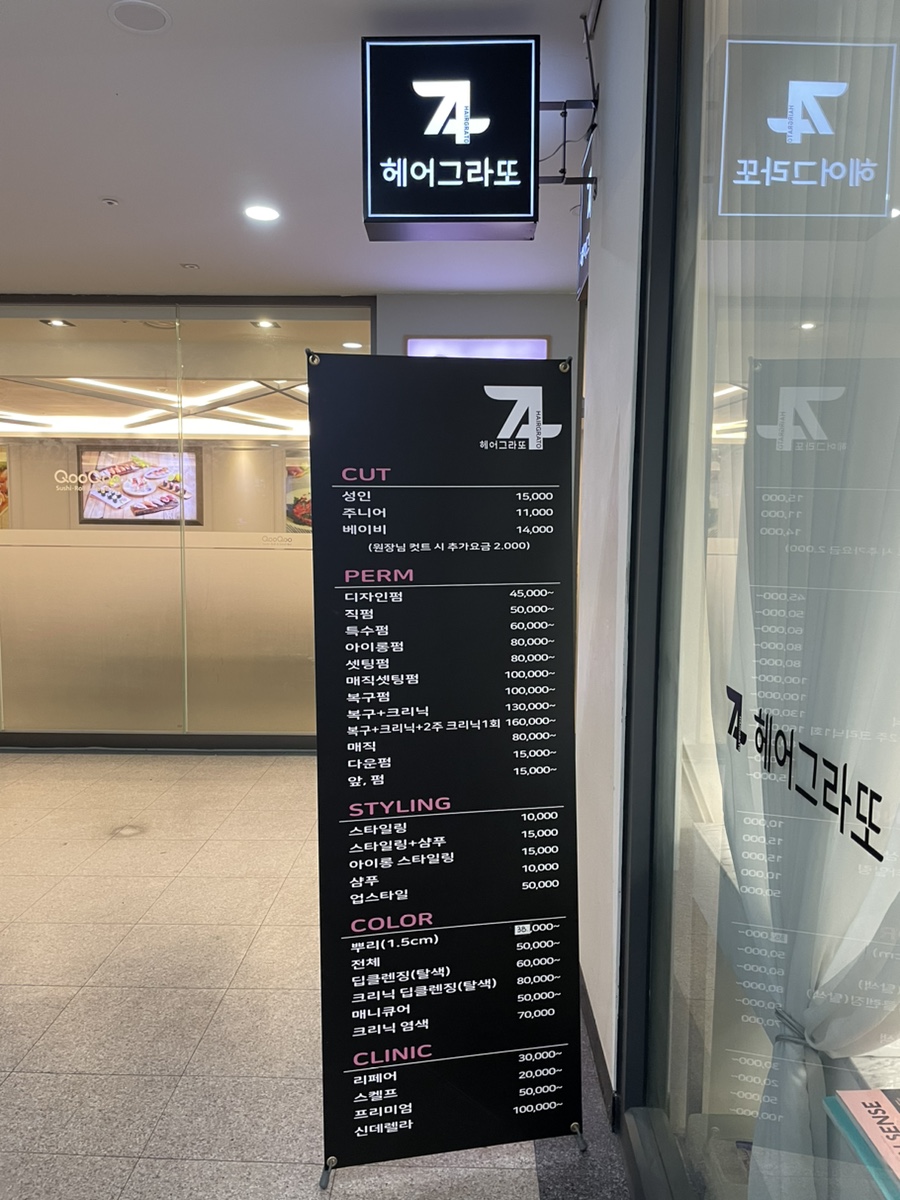 HAIRGRATO
헤어그라또
QooQoo
HAIRGRATO
헤어그라또
CUT
성인 15,000
주니어 11,000
베이비 14,000
(원장님 컷트 시 추가요금 2.000)
PERM
디자인펌 45,000~
직펌 50,000~
특수펌 60,000~
아이롱펌 80,000~
셋팅펌 80,000~
매직셋팅펌 100,000~
복구펌 100,000~
복구+크리닉 130,000~
복구+크리닉+2주 크리닉1회 160,000~
매직 80,000~
다운펌 15,000~
앞, 펌 15,000~
STYLING
스타일링 10,000
스타일링+샴푸 15,000
아이롱 스타일링 15,000
샴푸 10,000
업스타일 50,000
COLOR
뿌리(1.5cm) 38,000~
전체 50,000~
딥클렌징(탈색) 60,000~
크리닉 딥클렌징(탈색) 80,000~
매니큐어 50,000~
크리닉 염색 70,000
CLINIC
리페어 30,000~
스켈프 20,000~
프리미엄 50,000~
신데렐라 100,000~
헤어그라또
SENSE